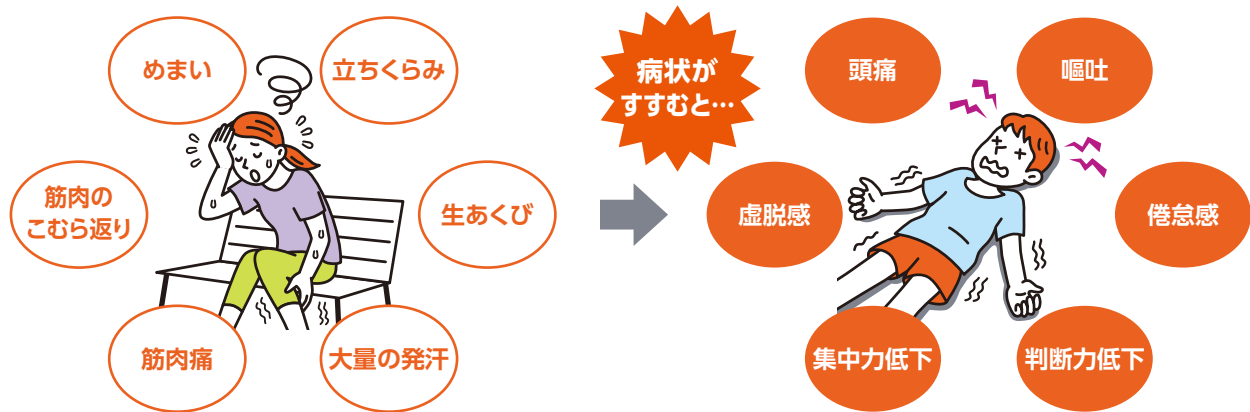 めまい
立ちくらみ
筋肉の
こむら返り
生あくび
筋肉痛
大量の発汗
病状が
すすむと…
頭痛
嘔吐
虚脱感
倦怠感
集中力低下
判断力低下